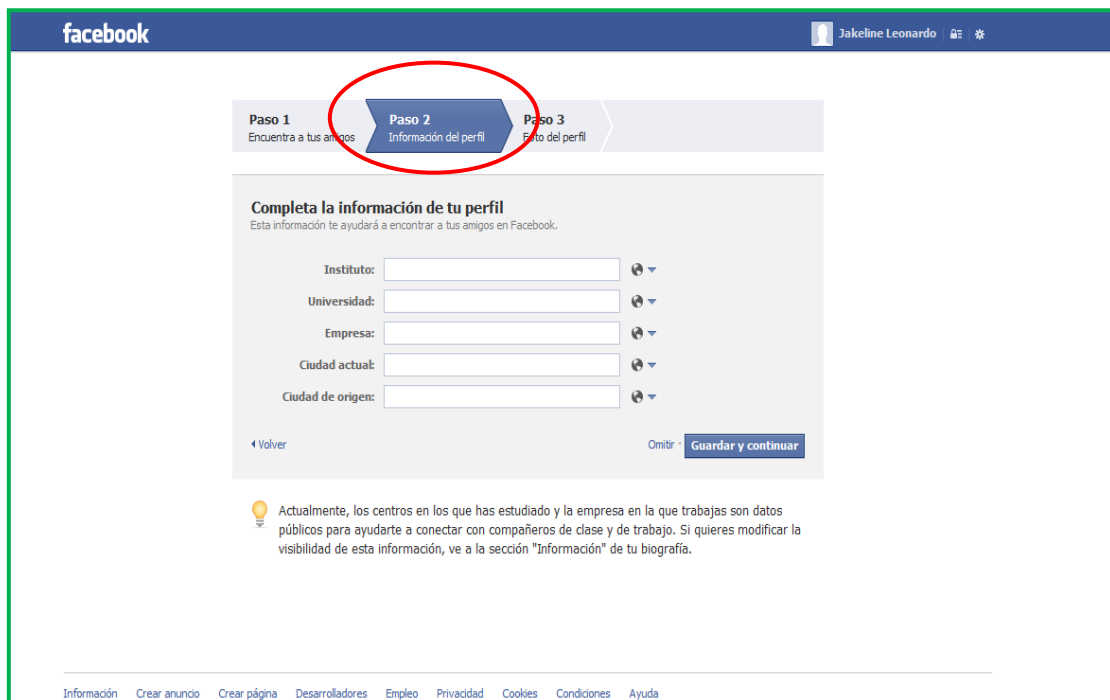 facebook
Jakeline Leonardo
Paso 1
Encuentra a tus amigos
Paso 2
Información del perfil
Paso 3
Foto del perfil
Completa la información de tu perfil
Esta información te ayudará a encontrar a tus amigos en Facebook.
Instituto:
Universidad:
Empresa:
Ciudad actual:
Ciudad de origen:
Volver
Omitir · Guardar y continuar
Actualmente, los centros en los que has estudiado y la empresa en la que trabajas son datos
públicos para ayudarte a conectar con compañeros de clase y de trabajo. Si quieres modificar la
visibilidad de esta información, ve a la sección "Información" de tu biografía.
Información Crear anuncio Crear página Desarrolladores Empleo Privacidad Cookies Condiciones Ayuda